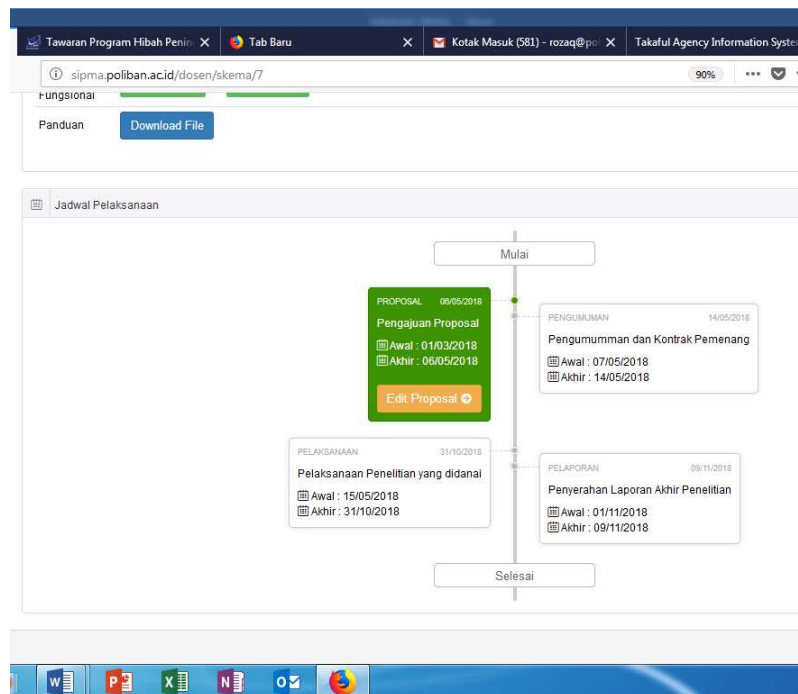 Tawaran Program Hibah Penin
Tab Baru
Kotak Masuk (581) - rozaq@pol
Takaful Agency Information Syste
sipma.poliban.ac.id/dosen/skema/7
90%
Fungsional
Panduan
Download File
Jadwal Pelaksanaan
Mulai
PROPOSAL 06/05/2018
Pengajuan Proposal
Awal : 01/03/2018
Akhir : 06/05/2018
Edit Proposal
PENGUMUMAN 14/05/2018
Pengumumman dan Kontrak Pemenang
Awal : 07/05/2018
Akhir : 14/05/2018
PELAKSANAAN 31/10/2018
Pelaksanaan Penelitian yang didanai
Awal : 15/05/2018
Akhir : 31/10/2018
PELAPORAN 09/11/2018
Penyerahan Laporan Akhir Penelitian
Awal : 01/11/2018
Akhir : 09/11/2018
Selesai